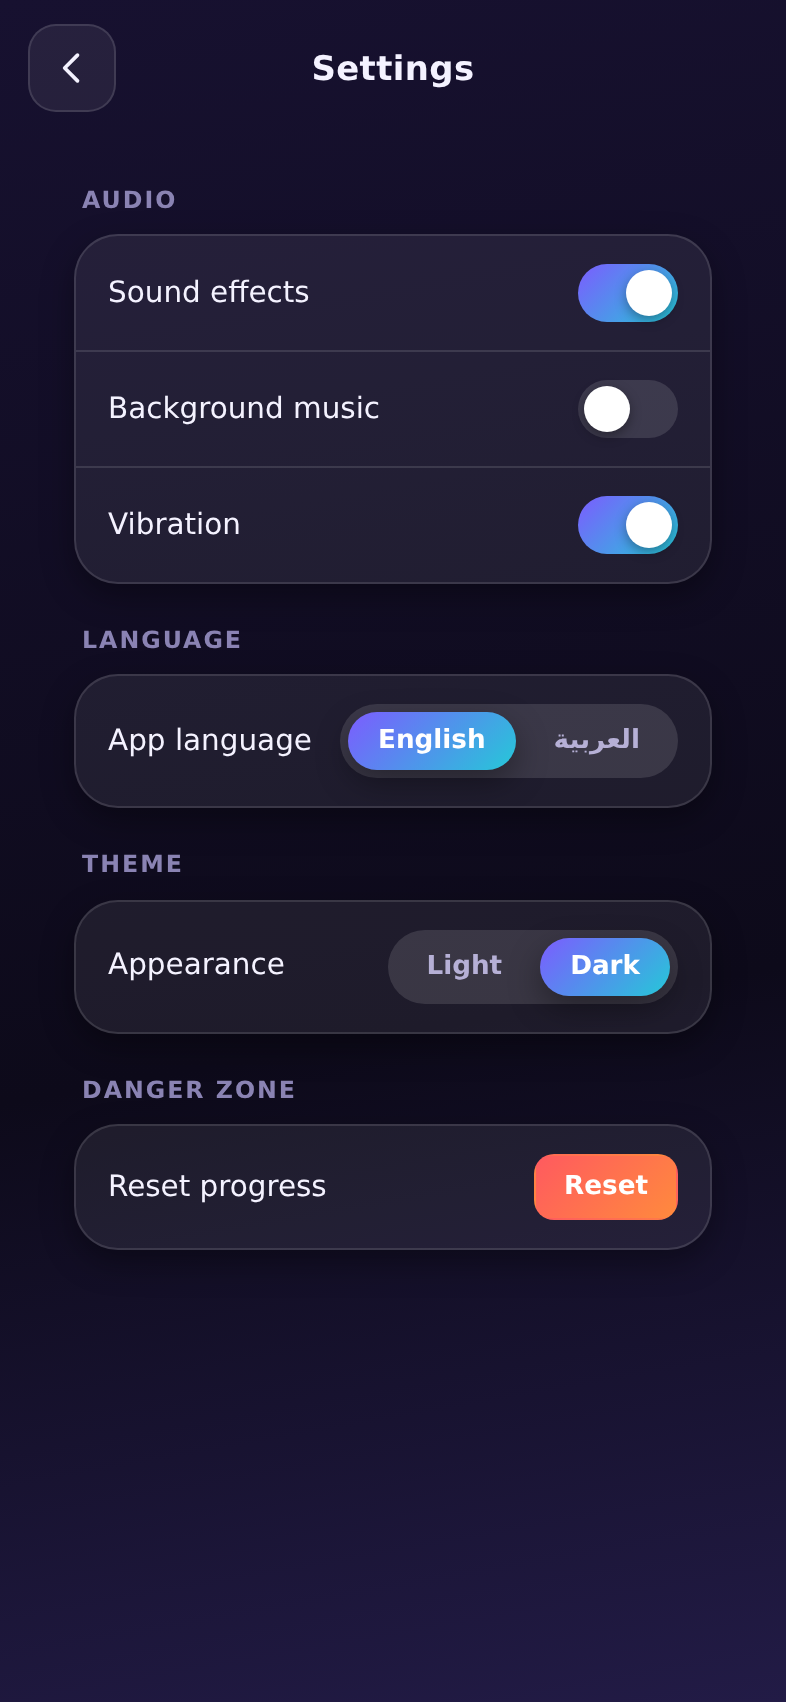 Settings
AUDIO
Sound effects
Background music
Vibration
LANGUAGE
App language English العربية
THEME
Appearance Light Dark
DANGER ZONE
Reset progress Reset